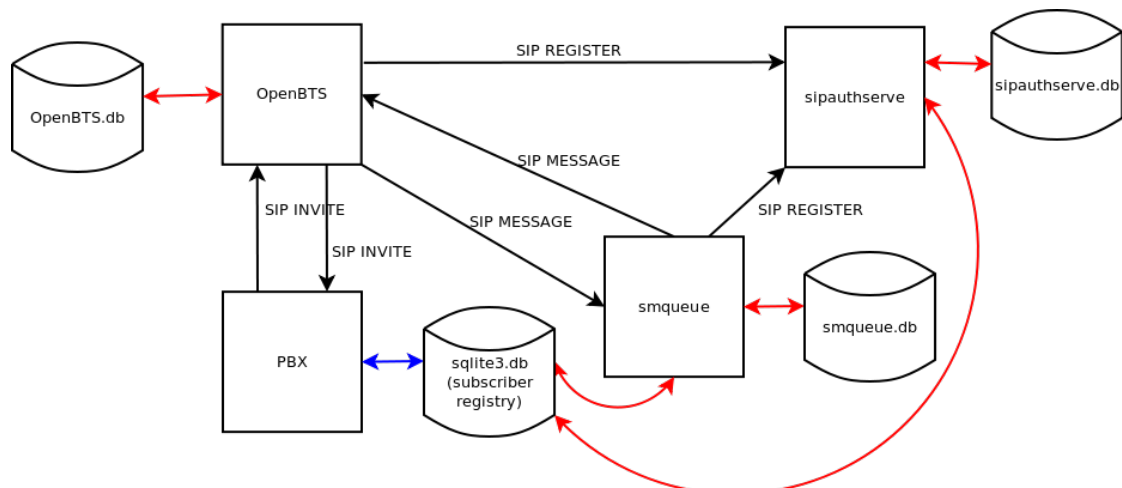 SIP REGISTER
OpenBTS
sipauthserve
sipauthserve.db
OpenBTS.db
SIP MESSAGE
SIP INVITE
SIP MESSAGE
SIP REGISTER
SIP INVITE
smqueue
smqueue.db
PBX
sqlite3.db
(subscriber
registry)